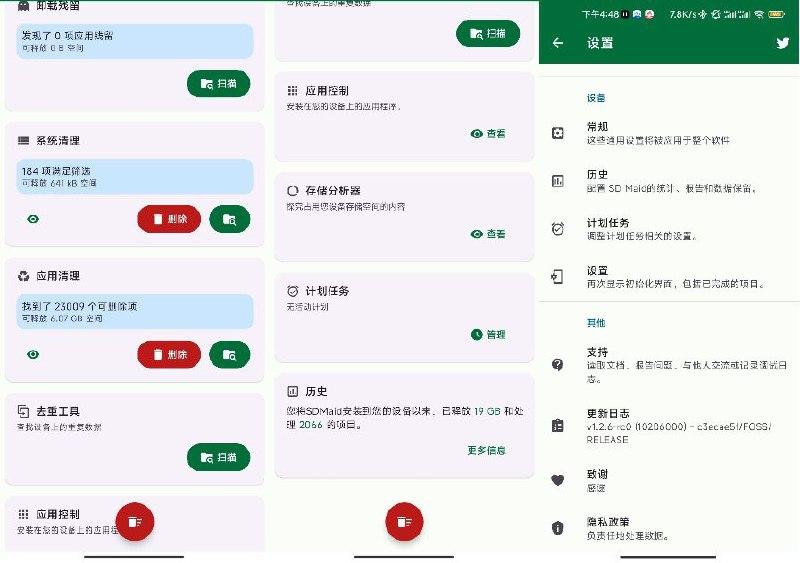 卸载残留
发现了 0 项应用残留
可释放 0 B 空间
扫描
系统清理
184 项满足筛选
可释放 641 kB 空间
删除
应用清理
找到了 23009 个可删除项
可释放 6.07 GB 空间
删除
去重工具
查找设备上的重复数据
扫描
应用控制
安装在您的设备上的应用程
查找设备上的重复数据
扫描
应用控制
安装在您的设备上的应用程序。
查看
存储分析器
探究占用您设备存储空间的内容
查看
计划任务
无活动计划
管理
历史
您将SDMaid安装到您的设备以来，已释放 19 GB 和处
理 2066 的项目。
更多信息
下午4:48
7.8K/s
设置
设备
常规
这些通用设置将被应用于整个软件
历史
配置 SD Maid的统计、报告和数据保留。
计划任务
调整计划任务相关的设置。
设置
再次显示初始化界面，包括已完成的项目。
其他
支持
读取文档、报告问题、与他人交流或记录调试日
志。
更新日志
v1.2.6-rc0 (10206000) ~ c3ecae5f/FOSS/
RELEASE
致谢
感谢
隐私政策
负责任地处理数据。